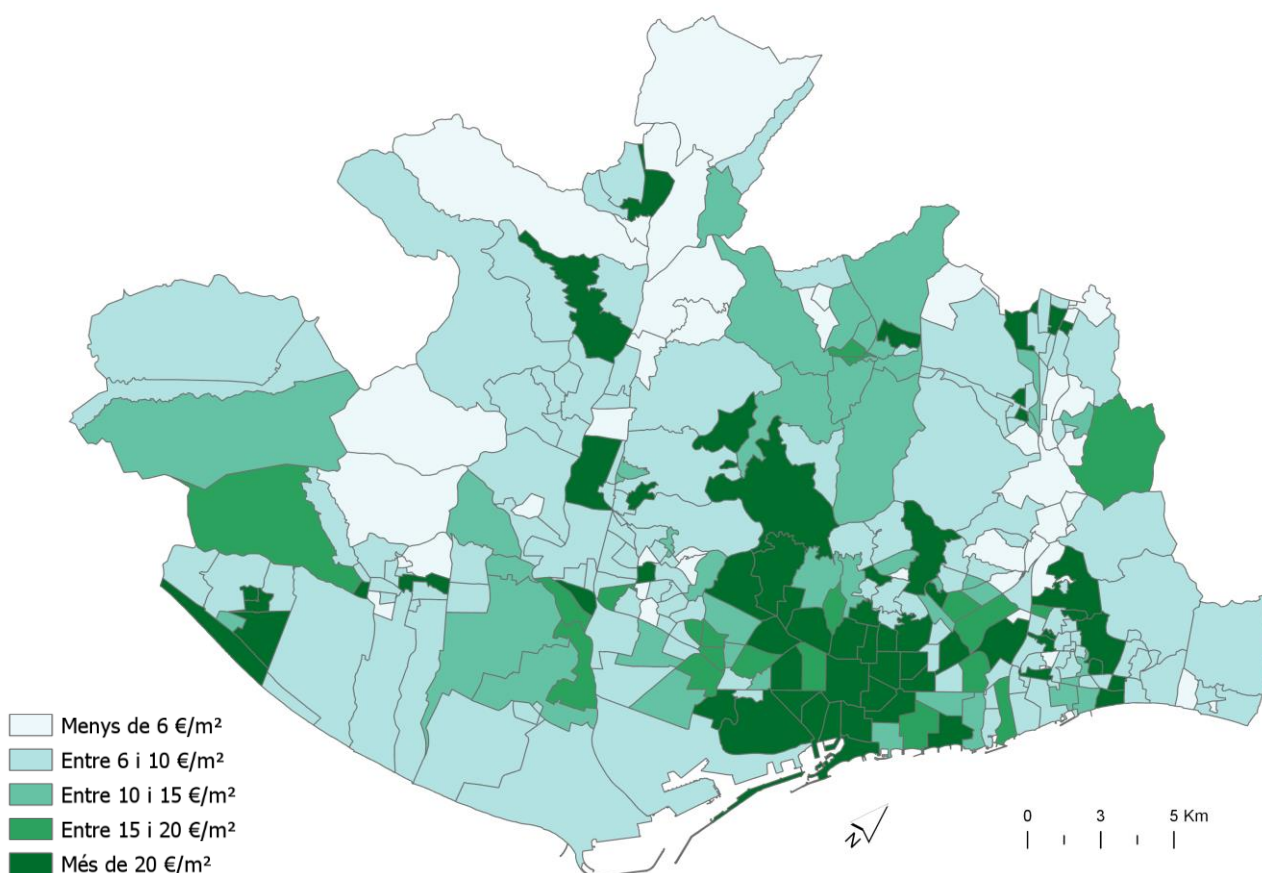 Menys de 6 €/m²
Entre 6 i 10 €/m²
Entre 10 i 15 €/m²
Entre 15 i 20 €/m²
Més de 20 €/m²
N
0 3 5 Km